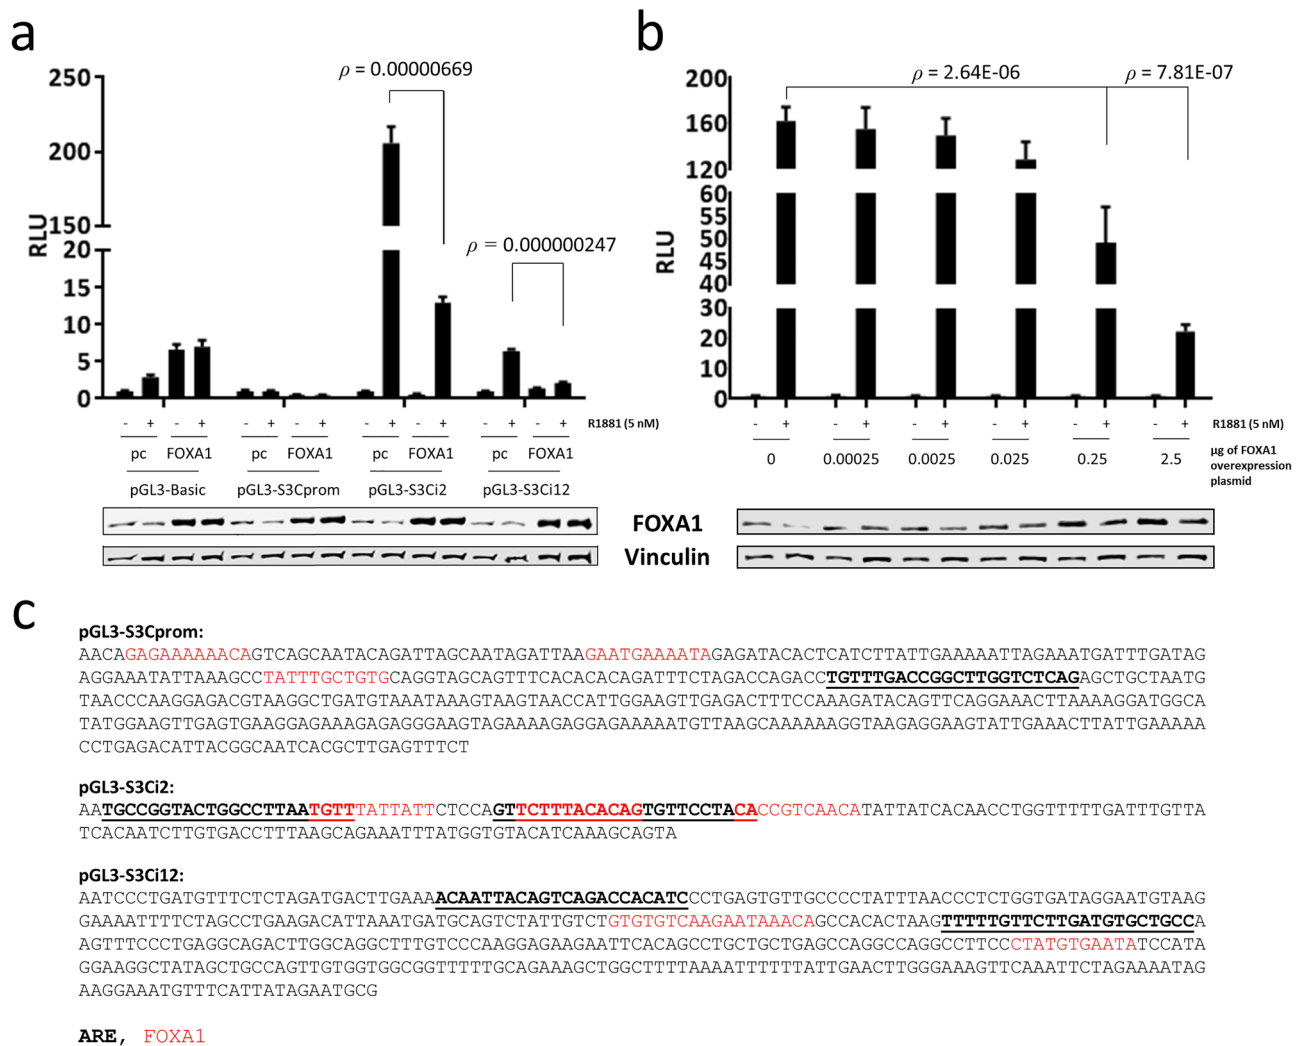 a
ρ = 0.00000669
ρ = 0.000000247
250
200
150
20
15
10
5
0
RLU
- + - + - + - + - + - + - + - + R1881 (5 nM)
pc FOXA1 pc FOXA1 pc FOXA1 pc FOXA1
pGL3-Basic pGL3-S3Cprom pGL3-S3Ci2 pGL3-S3Ci12
b
ρ = 2.64E-06 ρ = 7.81E-07
200
160
120
60
55
50
45
40
30
20
10
0
RLU
- + - + - + - + - + - + R1881 (5 nM)
0 0.00025 0.0025 0.025 0.25 2.5 µg of FOXA1
overexpression
plasmid
FOXA1
Vinculin
c
pGL3-S3Cprom:
AACAGAGAAAAAACAGTCAGCAATACAGATTAGCAATAGATTAAGAATGAAAATAGAGATACACTCATCTTATTGAAAAATTAGAAATGATTTGATAG
AGGAAATATTAAAGCCTATTTGCTGTGCAGGTAGCAGTTTCACACACAGATTTCTAGACCAGACCTGTTTGACCGGCTTGGTCTCAGAGCTGCTAATG
TAACCCAAGGAGACGTAAGGCTGATGTAAATAAAGTAAGTAACCATTGGAAGTTGAGACTTTCCAAAGATACAGTTCAGGAAACTTAAAAGGATGGCA
TATGGAAGTTGAGTGAAGGAGAAAGAGAGGGAAGTAGAAAAGAGGAGAAAAATGTTAAGCAAAAAAGGTAAGAGGAAGTATTGAAACTTATTGAAAAA
CCTGAGACATTACGGCAATCACGCTTGAGTTTCT
pGL3-S3Ci2:
AATGCCGGTACTGGCCTTAATGTTTATTATTCTCCAGTTCTTTACACAGTGTTCCTACACCGTCAACATATTATCACAACCTGGTTTTTGATTTGTTA
TCACAATCTTGTGACCTTTAAGCAGAAATTTATGGTGTACATCAAAGCAGTA
pGL3-S3Ci12:
AATCCCTGATGTTTCTCTAGATGACTTGAAAACAATTACAGTCAGACCACATCCCTGAGTGTTGCCCCTATTTAACCCTCTGGTGATAGGAATGTAAG
GAAAATTTTCTAGCCTGAAGACATTAAATGATGCAGTCTATTGTCTGTGTGTCAAGAATAAACAGCCACACTAAGTTTTTGTTCTTGATGTGCTGCCA
AGTTTCCCTGAGGCAGACTTGGCAGGCTTTGTCCCAAGGAGAAGAATTCACAGCCTGCTGCTGAGCCAGGCCAGGCCTTCCCTATGTGAATATCCATA
GGAAGGCTATAGCTGCCAGTTGTGGTGGCGGTTTTTGCAGAAAGCTGGCTTTTAAAATTTTTTATTGAACTTGGGAAAGTTCAAATTCTAGAAAATAG
AAGGAAATGTTTCATTATAGAATGCG
ARE, FOXA1